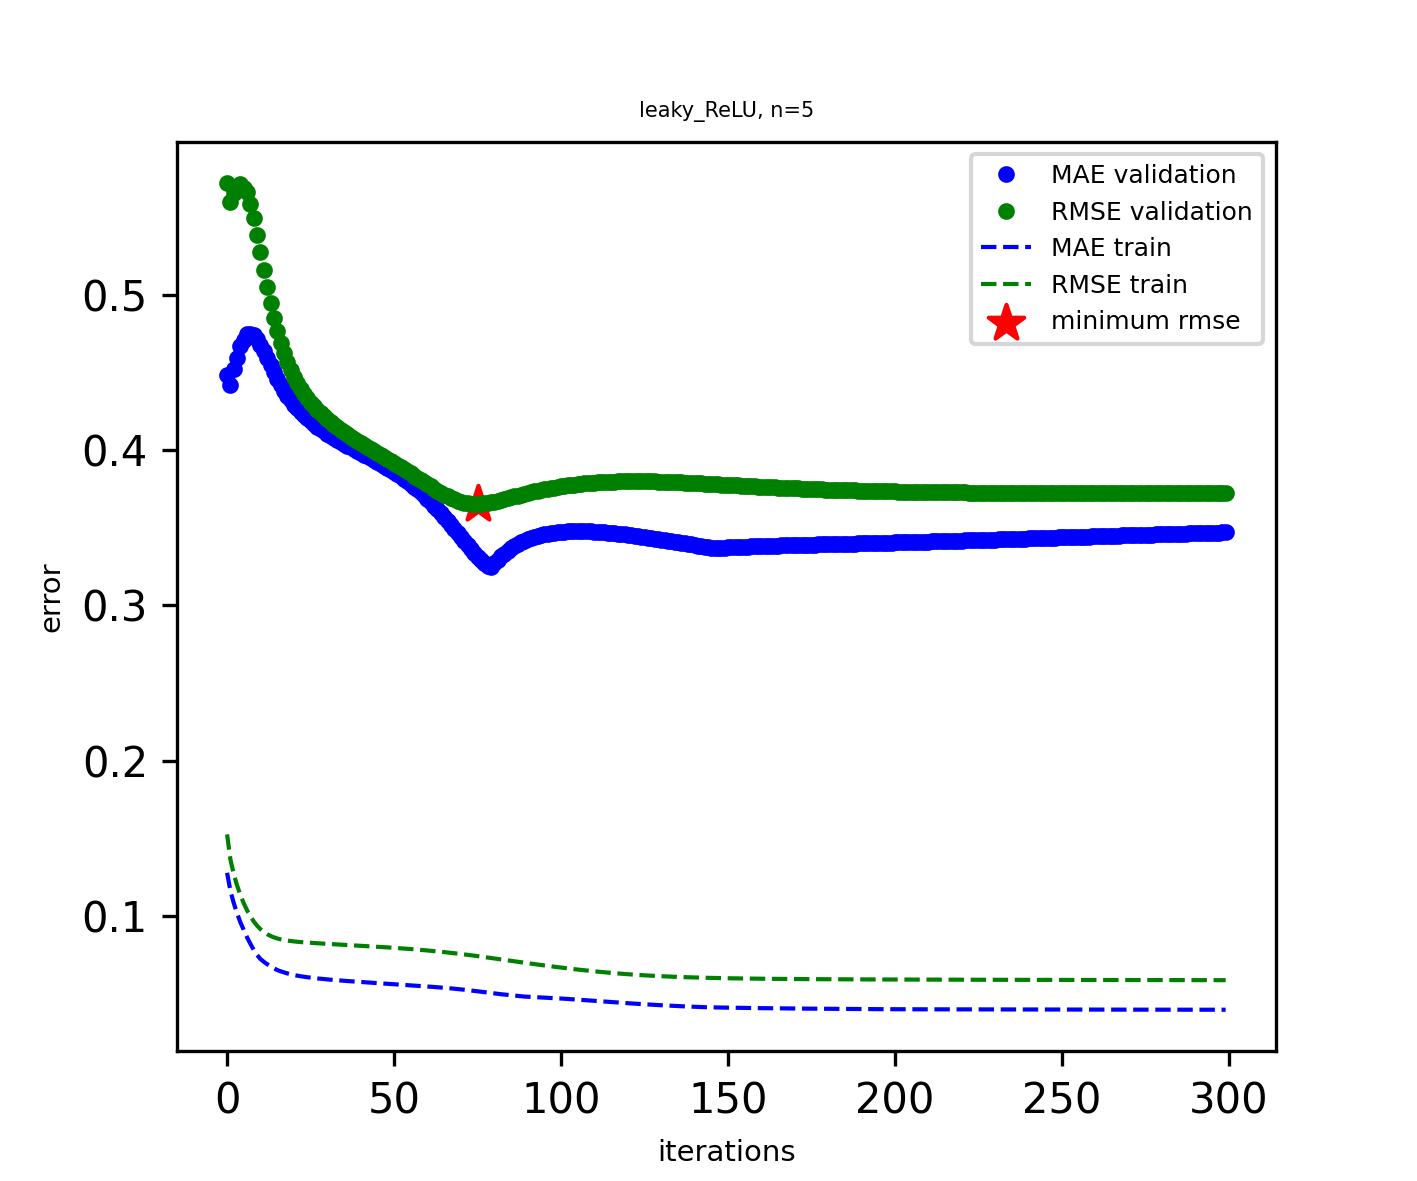 leaky_ReLU, n=5
MAE validation
RMSE validation
MAE train
RMSE train
minimum rmse
error
0.5
0.4
0.3
0.2
0.1
0 50 100 150 200 250 300
iterations